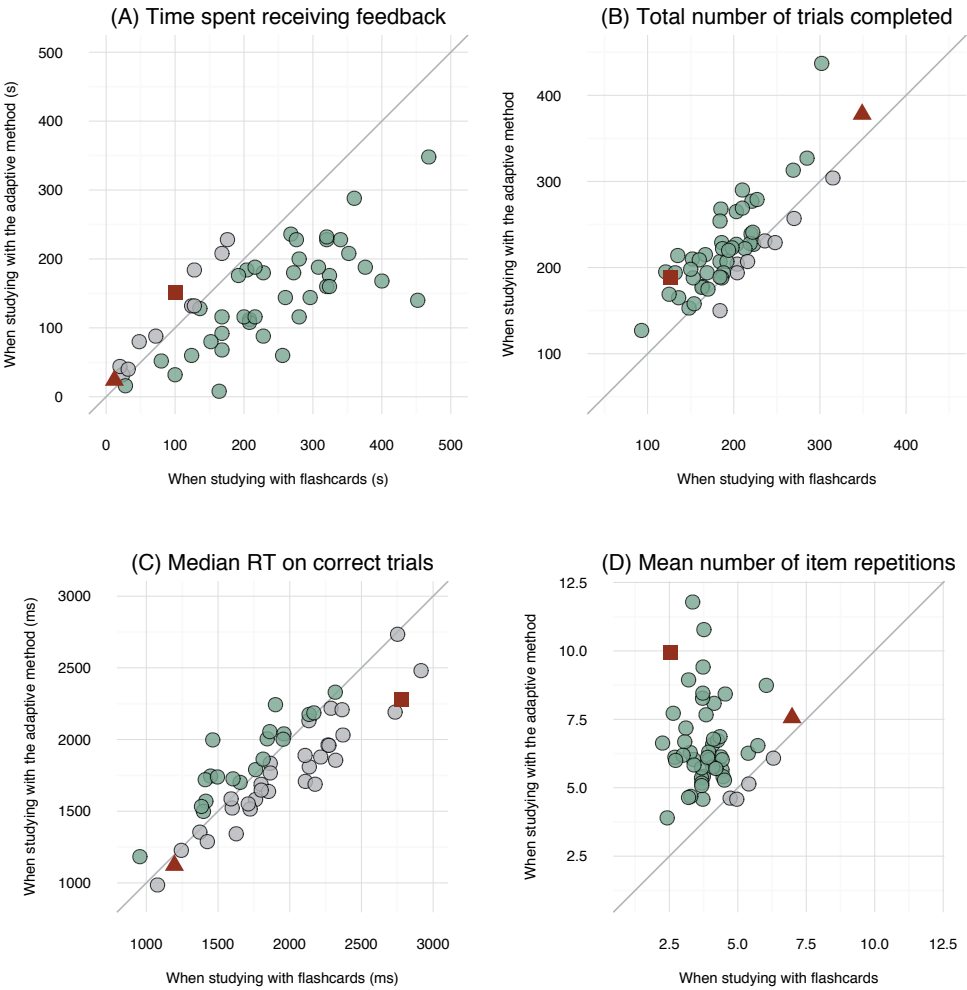 (A) Time spent receiving feedback
When studying with the adaptive method (s)
500
400
300
200
100
0
0 100 200 300 400 500
When studying with flashcards (s)
(B) Total number of trials completed
When studying with the adaptive method
400
300
200
100
100 200 300 400
When studying with flashcards
(C) Median RT on correct trials
When studying with the adaptive method (ms)
3000
2500
2000
1500
1000
1000 1500 2000 2500 3000
When studying with flashcards (ms)
(D) Mean number of item repetitions
When studying with the adaptive method
12.5
10.0
7.5
5.0
2.5
2.5 5.0 7.5 10.0 12.5
When studying with flashcards